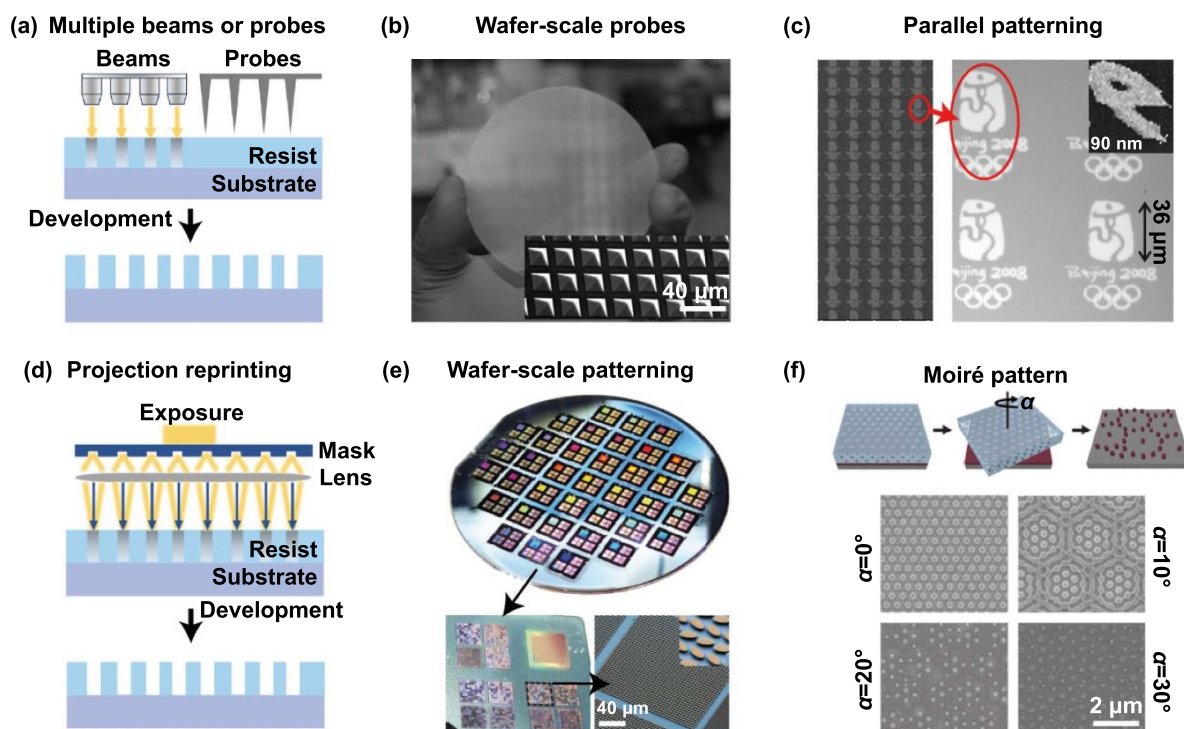 (a) Multiple beams or probes
Beams
Probes
Resist
Substrate
Development
(b) Wafer-scale probes
40 μm
(c) Parallel patterning
90 nm
Beijing 2008
36 μm
Beijing 2008
Beijing 2008
(d) Projection reprinting
Exposure
Mask
Lens
Resist
Substrate
Development
(e) Wafer-scale patterning
40 μm
(f) Moiré pattern
α
α=0°
α=10°
α=20°
α=30°
2 μm